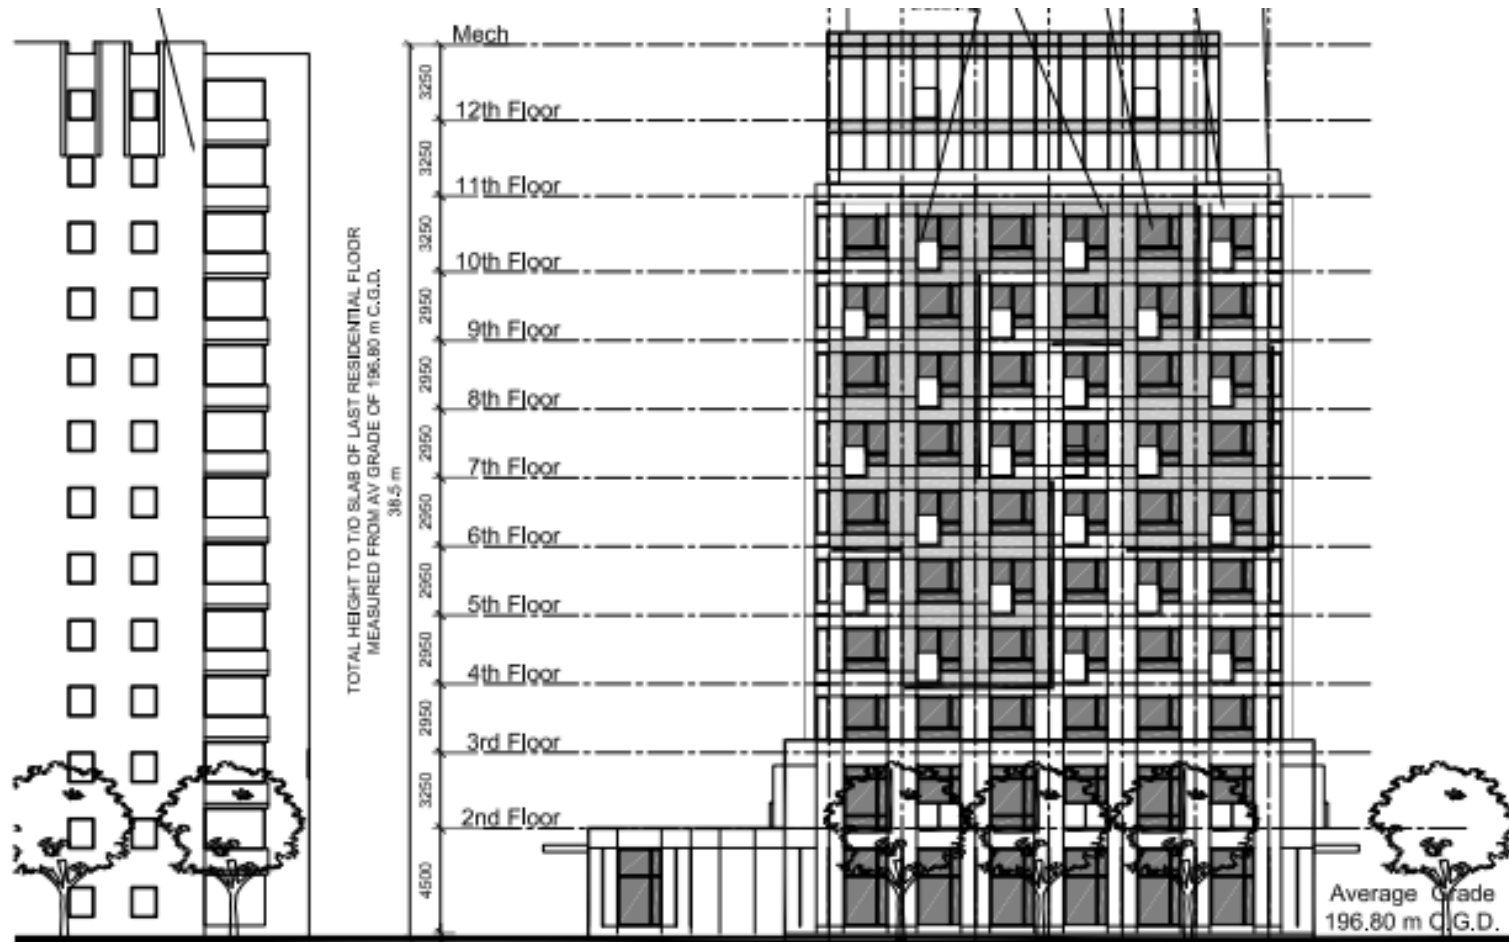 Mech
3250
12th Floor
3250
11th Floor
3250
10th Floor
2950
9th Floor
2950
8th Floor
2950
7th Floor
2950
6th Floor
2950
5th Floor
2950
4th Floor
2950
3rd Floor
3250
2nd Floor
4500
TOTAL HEIGHT TO T/O SLAB OF LAST RESIDENTIAL FLOOR
MEASURED FROM AV GRADE OF 196.80 m C.G.D.
Average Grade
196.80 m C.G.D.